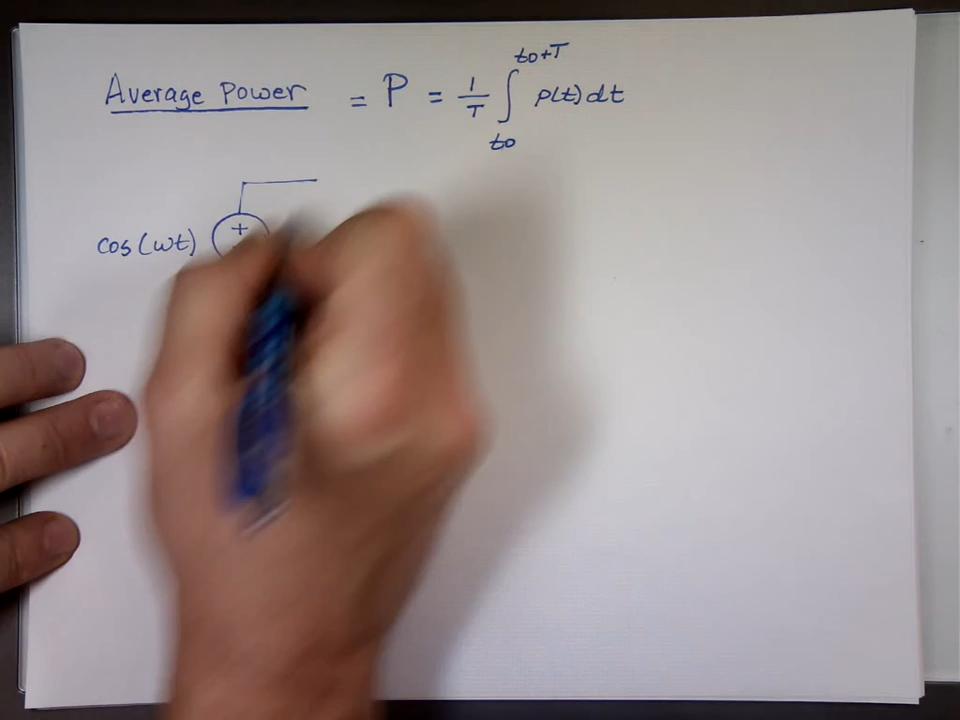 Average Power = P = 1/T ∫_{t0}^{t0+T} p(t) dt
cos(ωt) +